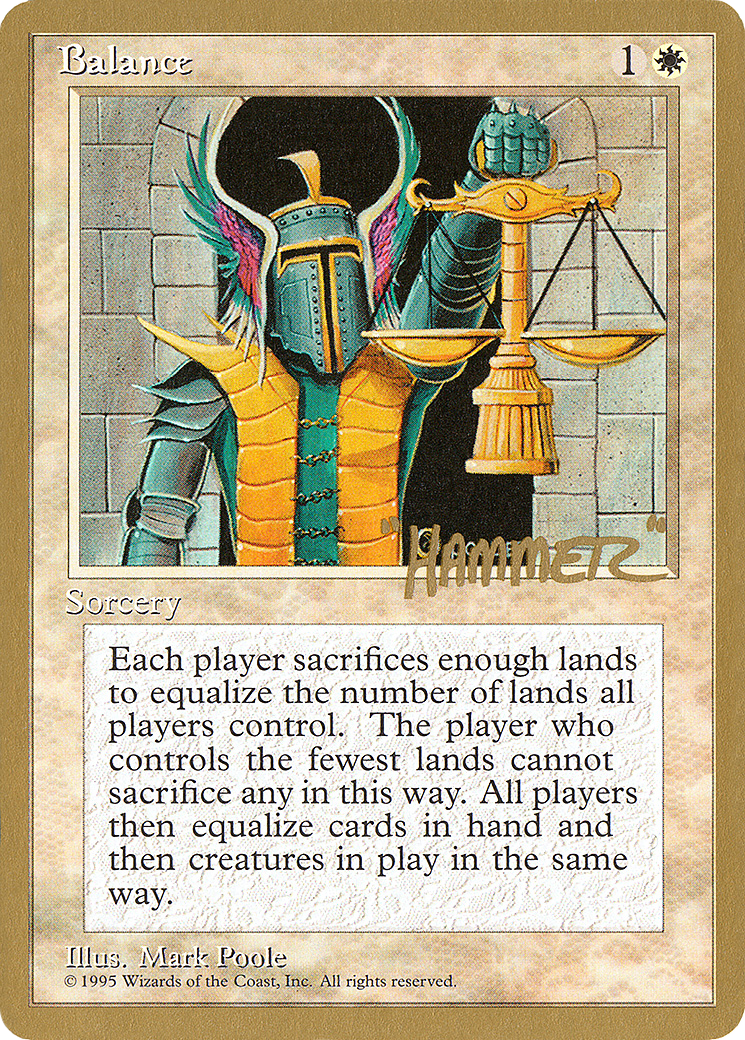 Balance 1
"HAMMER"
Sorcery
Each player sacrifices enough lands
to equalize the number of lands all
players control. The player who
controls the fewest lands cannot
sacrifice any in this way. All players
then equalize cards in hand and
then creatures in play in the same
way.
Illus. Mark Poole
© 1995 Wizards of the Coast, Inc. All rights reserved.